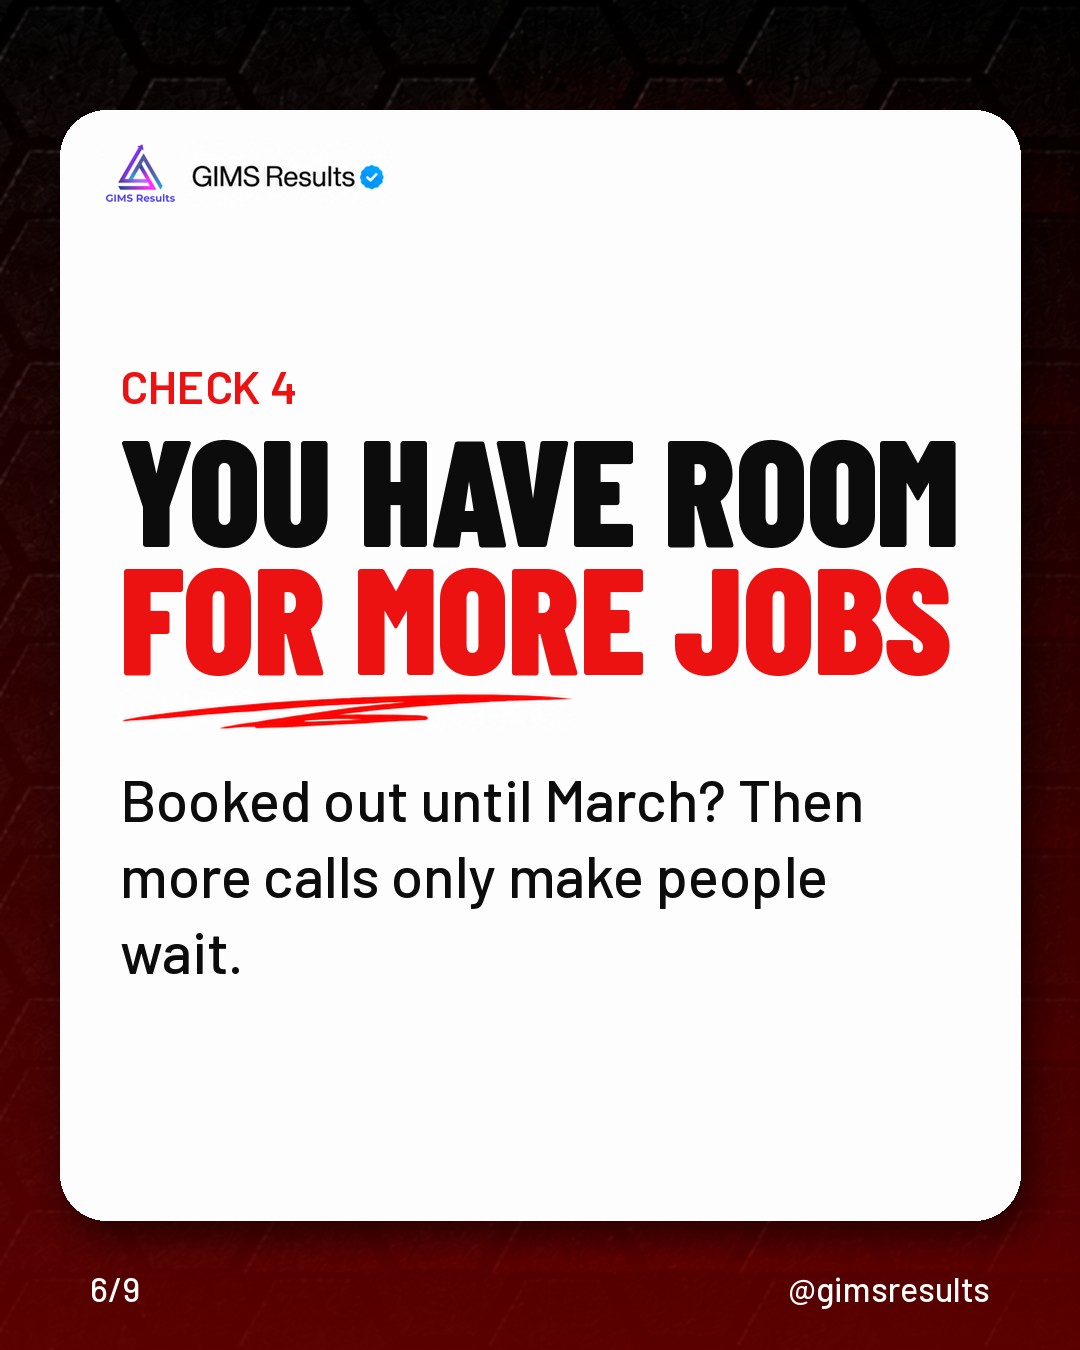 GIMS Results
GIMS Results
CHECK 4
YOU HAVE ROOM
FOR MORE JOBS
Booked out until March? Then
more calls only make people
wait.
6/9
@gimsresults